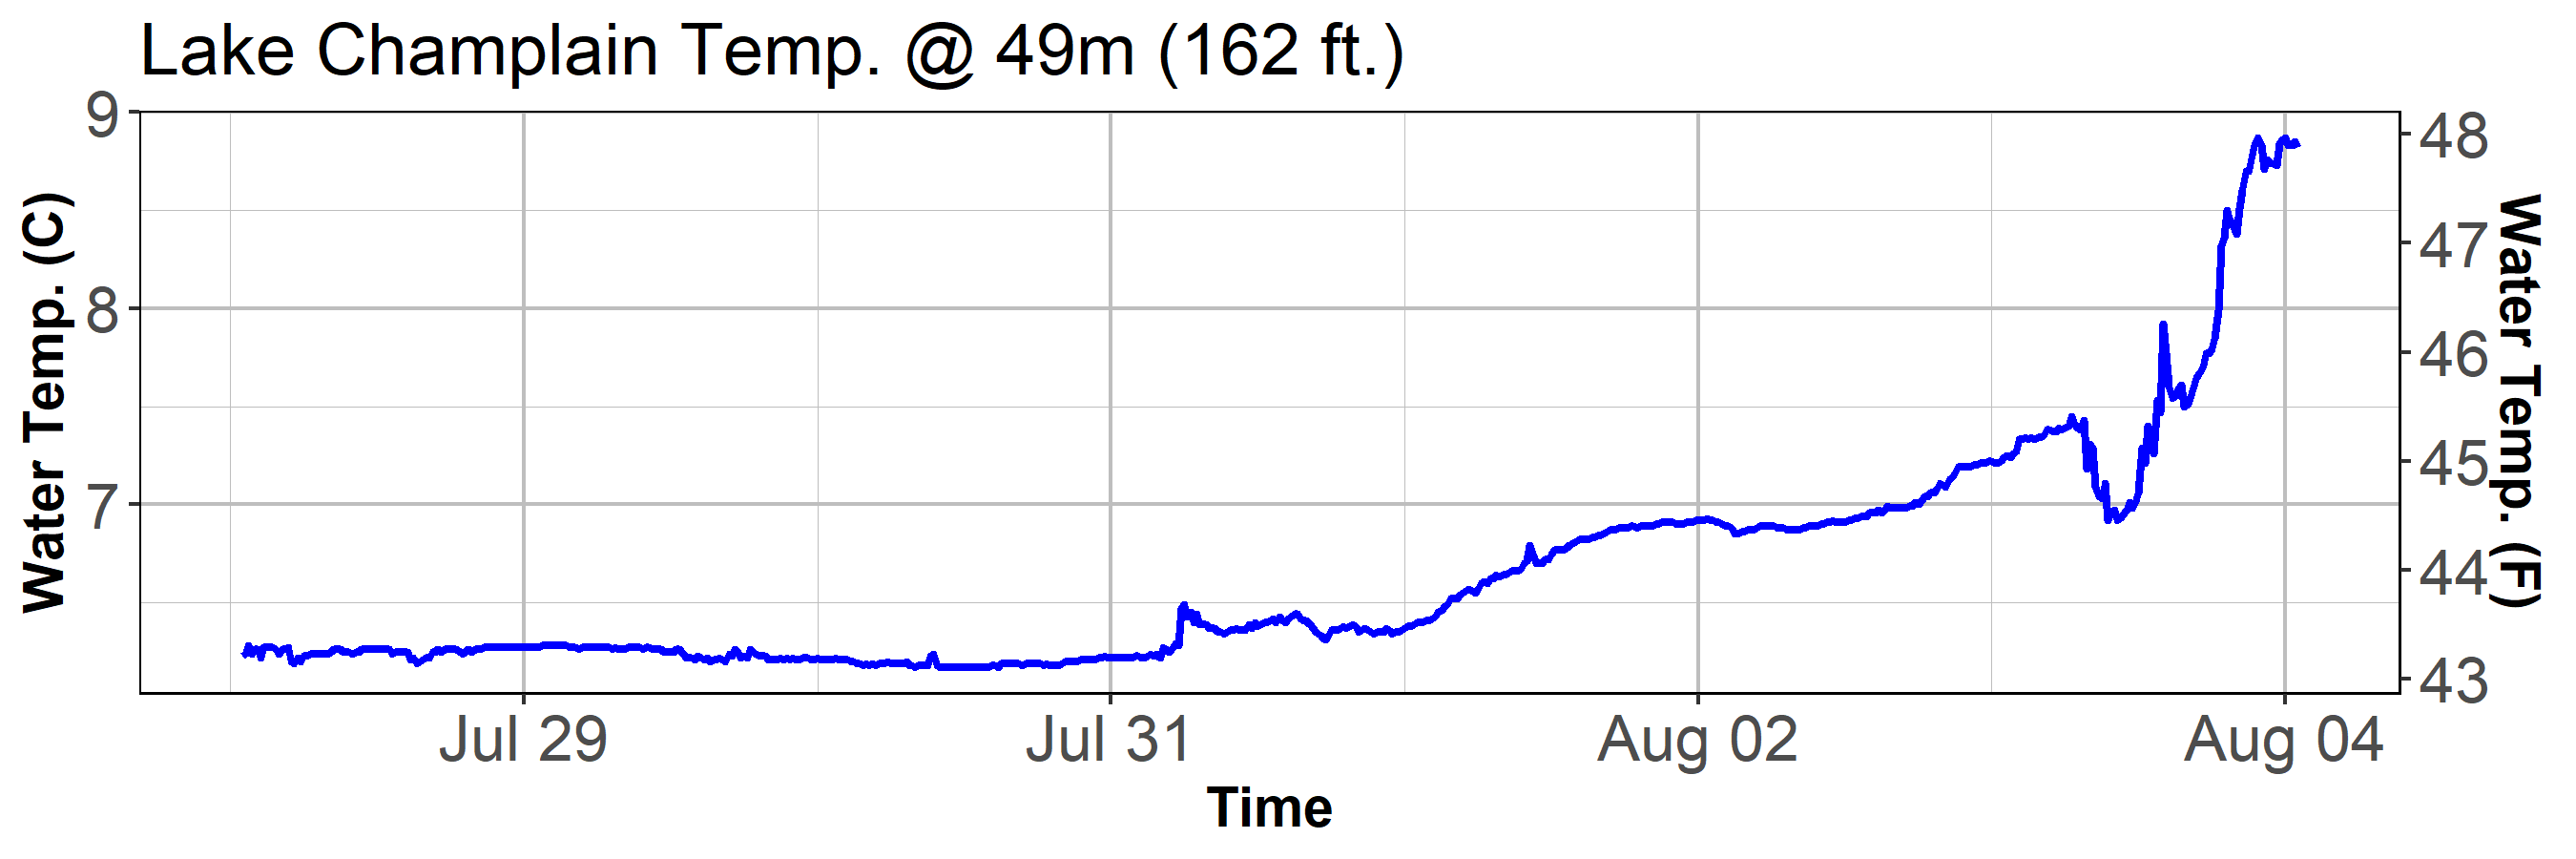 Lake Champlain Temp. @ 49m (162 ft.)
9
8
7
Water Temp. (C)
48
47
46
45
44
43
Water Temp. (F)
Jul 29
Jul 31
Aug 02
Aug 04
Time